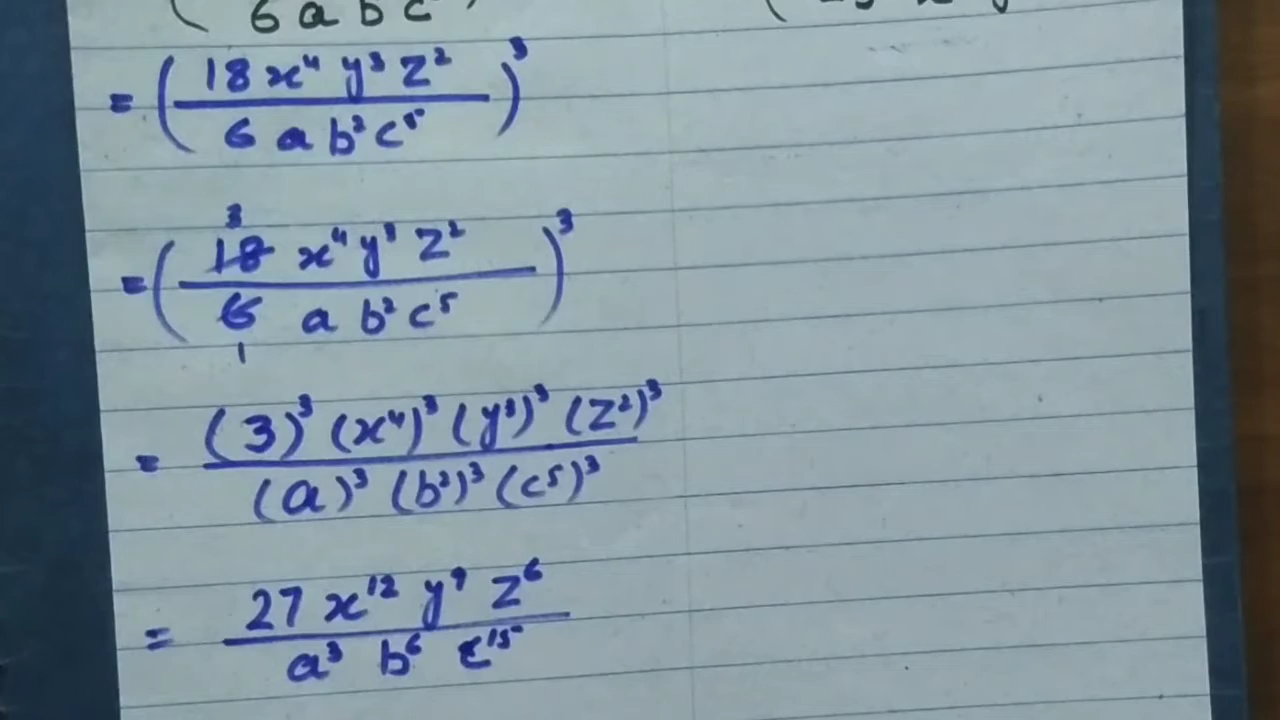 6 a b c
= ( 18 x⁴ y³ z² / 6 a b² c⁵ )³
= ( 18 x⁴ y³ z² / 6 a b² c⁵ )³
3
1
= (3)³ (x⁴)³ (y³)³ (z²)³ / (a)³ (b²)³ (c⁵)³
= 27 x¹² y⁹ z⁶ / a³ b⁶ c¹⁵